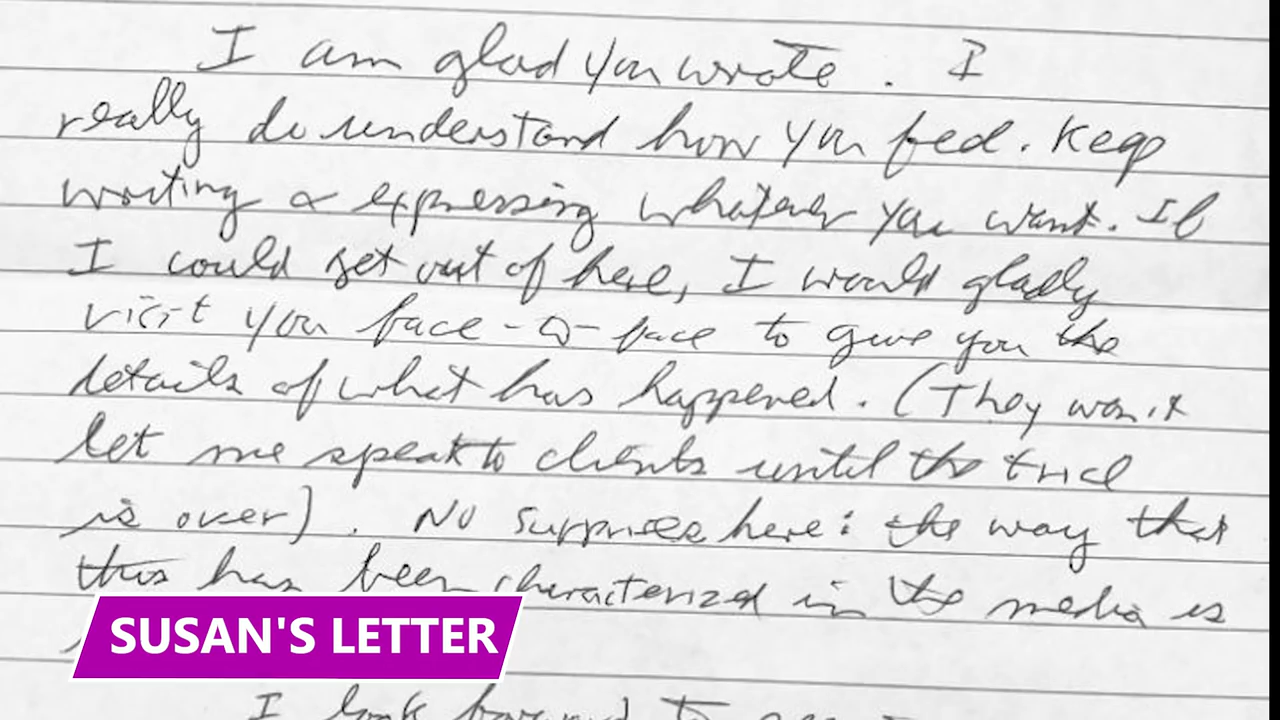 I am glad you wrote. I
really do understand how you feel. Keep
writing & expressing whatever you want. If
I could get out of here, I would gladly
visit you face-to-face to give you the
details of what has happened. (They won't
let me speak to clients until the trial
is over). No surprise here: the way that
this has been characterized in the media is
SUSAN'S LETTER
I look forward to